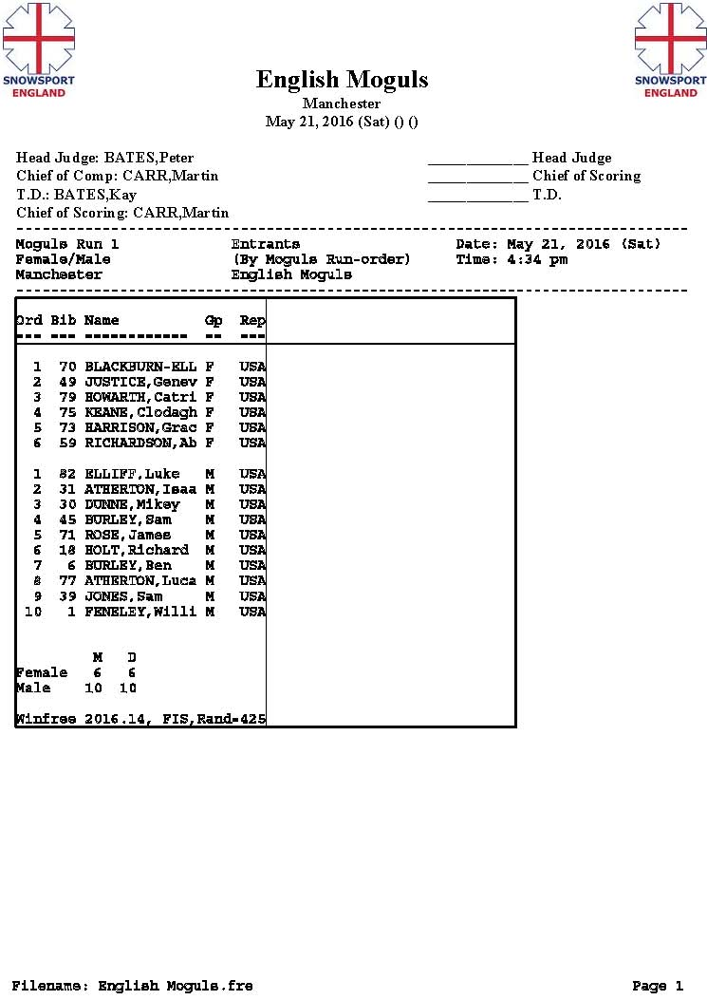 SNOWSPORT
ENGLAND
SNOWSPORT
ENGLAND
English Moguls
Manchester
May 21, 2016 (Sat) () ()
Head Judge: BATES,Peter _____________ Head Judge
Chief of Comp: CARR,Martin _____________ Chief of Scoring
T.D.: BATES,Kay _____________ T.D.
Chief of Scoring: CARR,Martin
Moguls Run 1 Entrants Date: May 21, 2016 (Sat)
Female/Male (By Moguls Run-order) Time: 4:34 pm
Manchester English Moguls
Ord Bib Name Gp Rep
--- --- ------------ -- ---
1 70 BLACKBURN-ELL F USA
2 49 JUSTICE,Genev F USA
3 79 HOWARTH,Catri F USA
4 75 KEANE,Clodagh F USA
5 73 HARRISON,Grac F USA
6 59 RICHARDSON,Ab F USA
1 82 ELLIFF,Luke M USA
2 31 ATHERTON,Isaa M USA
3 30 DUNNE,Mikey M USA
4 45 BURLEY,Sam M USA
5 71 ROSE,James M USA
6 18 HOLT,Richard M USA
7 6 BURLEY,Ben M USA
8 77 ATHERTON,Luca M USA
9 39 JONES,Sam M USA
10 1 FENELEY,Willi M USA
M D
Female 6 6
Male 10 10
Winfree 2016.14, FIS,Rand=425
Filename: English Moguls.fre Page 1